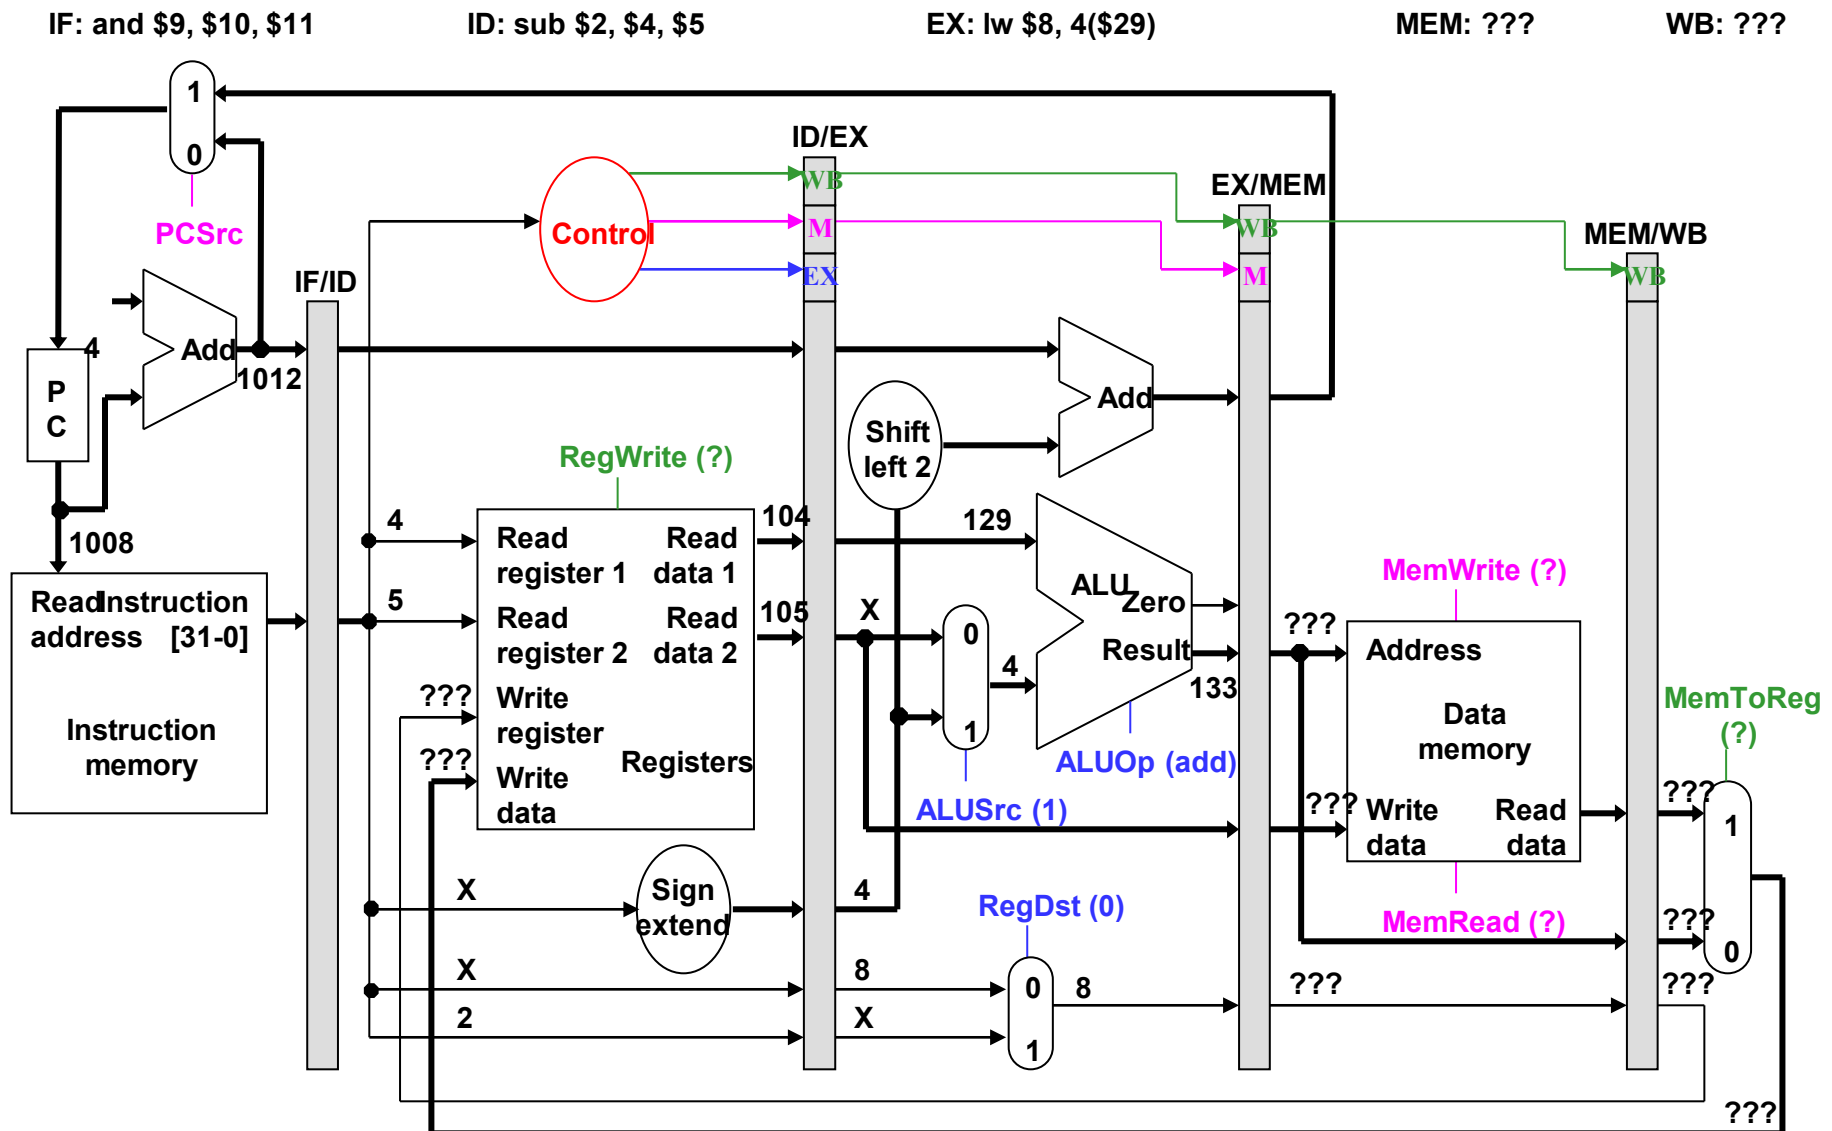 IF: and $9, $10, $11
ID: sub $2, $4, $5
EX: lw $8, 4($29)
MEM: ???
WB: ???
1
0
PCSrc
4
Add
1012
P
C
1008
Read
address
Instruction
[31-0]
Instruction
memory
IF/ID
Control
ID/EX
WB
M
EX
EX/MEM
WB
M
MEM/WB
WB
RegWrite (?)
4
5
???
???
Read
register 1
Read
data 1
Read
register 2
Read
data 2
Write
register
Write
data
Registers
104
105
X
Sign
extend
X
2
Shift
left 2
Add
129
X
0
1
4
ALUSrc (1)
ALU
Zero
Result
133
ALUOp (add)
4
8
X
RegDst (0)
0
1
8
MemWrite (?)
???
Address
Data
memory
???
Write
data
Read
data
MemRead (?)
???
MemToReg
(?)
???
1
???
0
???
???